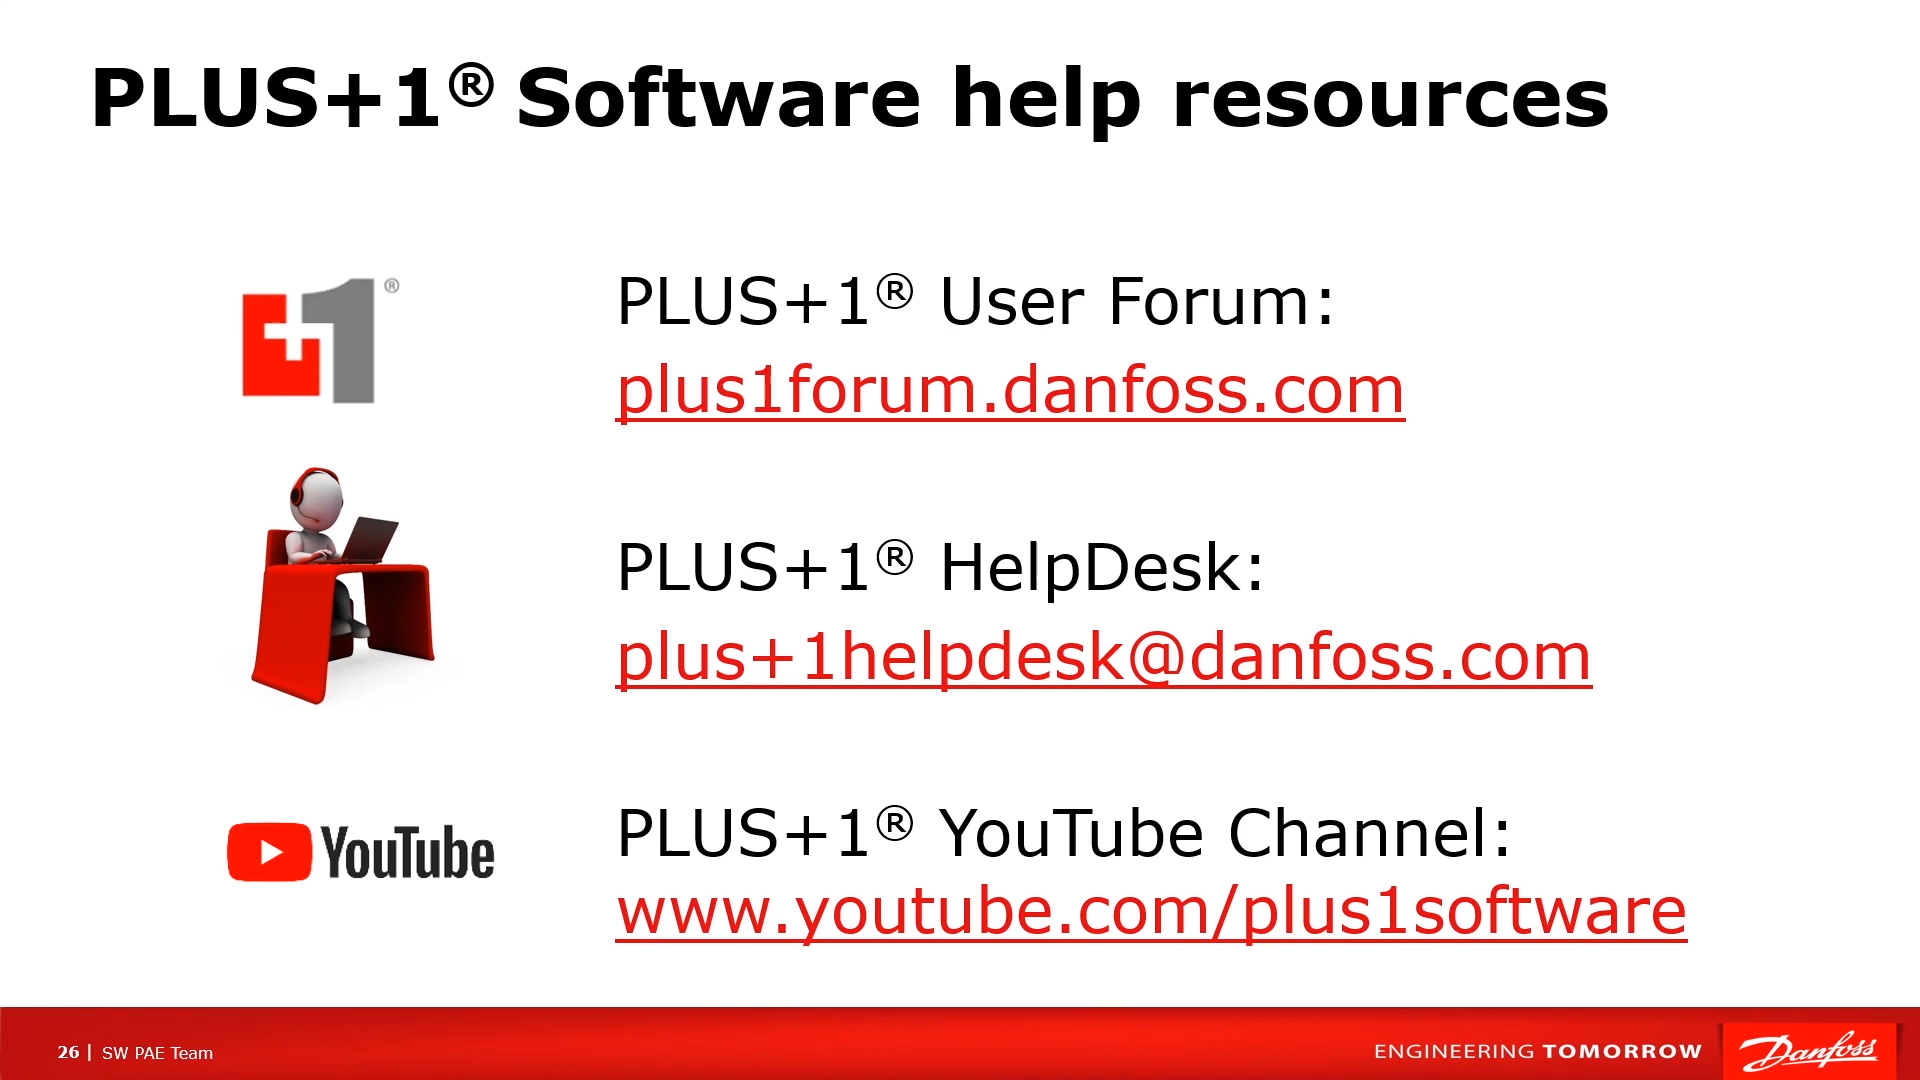 PLUS+1® Software help resources
+1®
PLUS+1® User Forum:
plus1forum.danfoss.com
PLUS+1® HelpDesk:
plus+1helpdesk@danfoss.com
YouTube
PLUS+1® YouTube Channel:
www.youtube.com/plus1software
26 | SW PAE Team
ENGINEERING TOMORROW
Danfoss